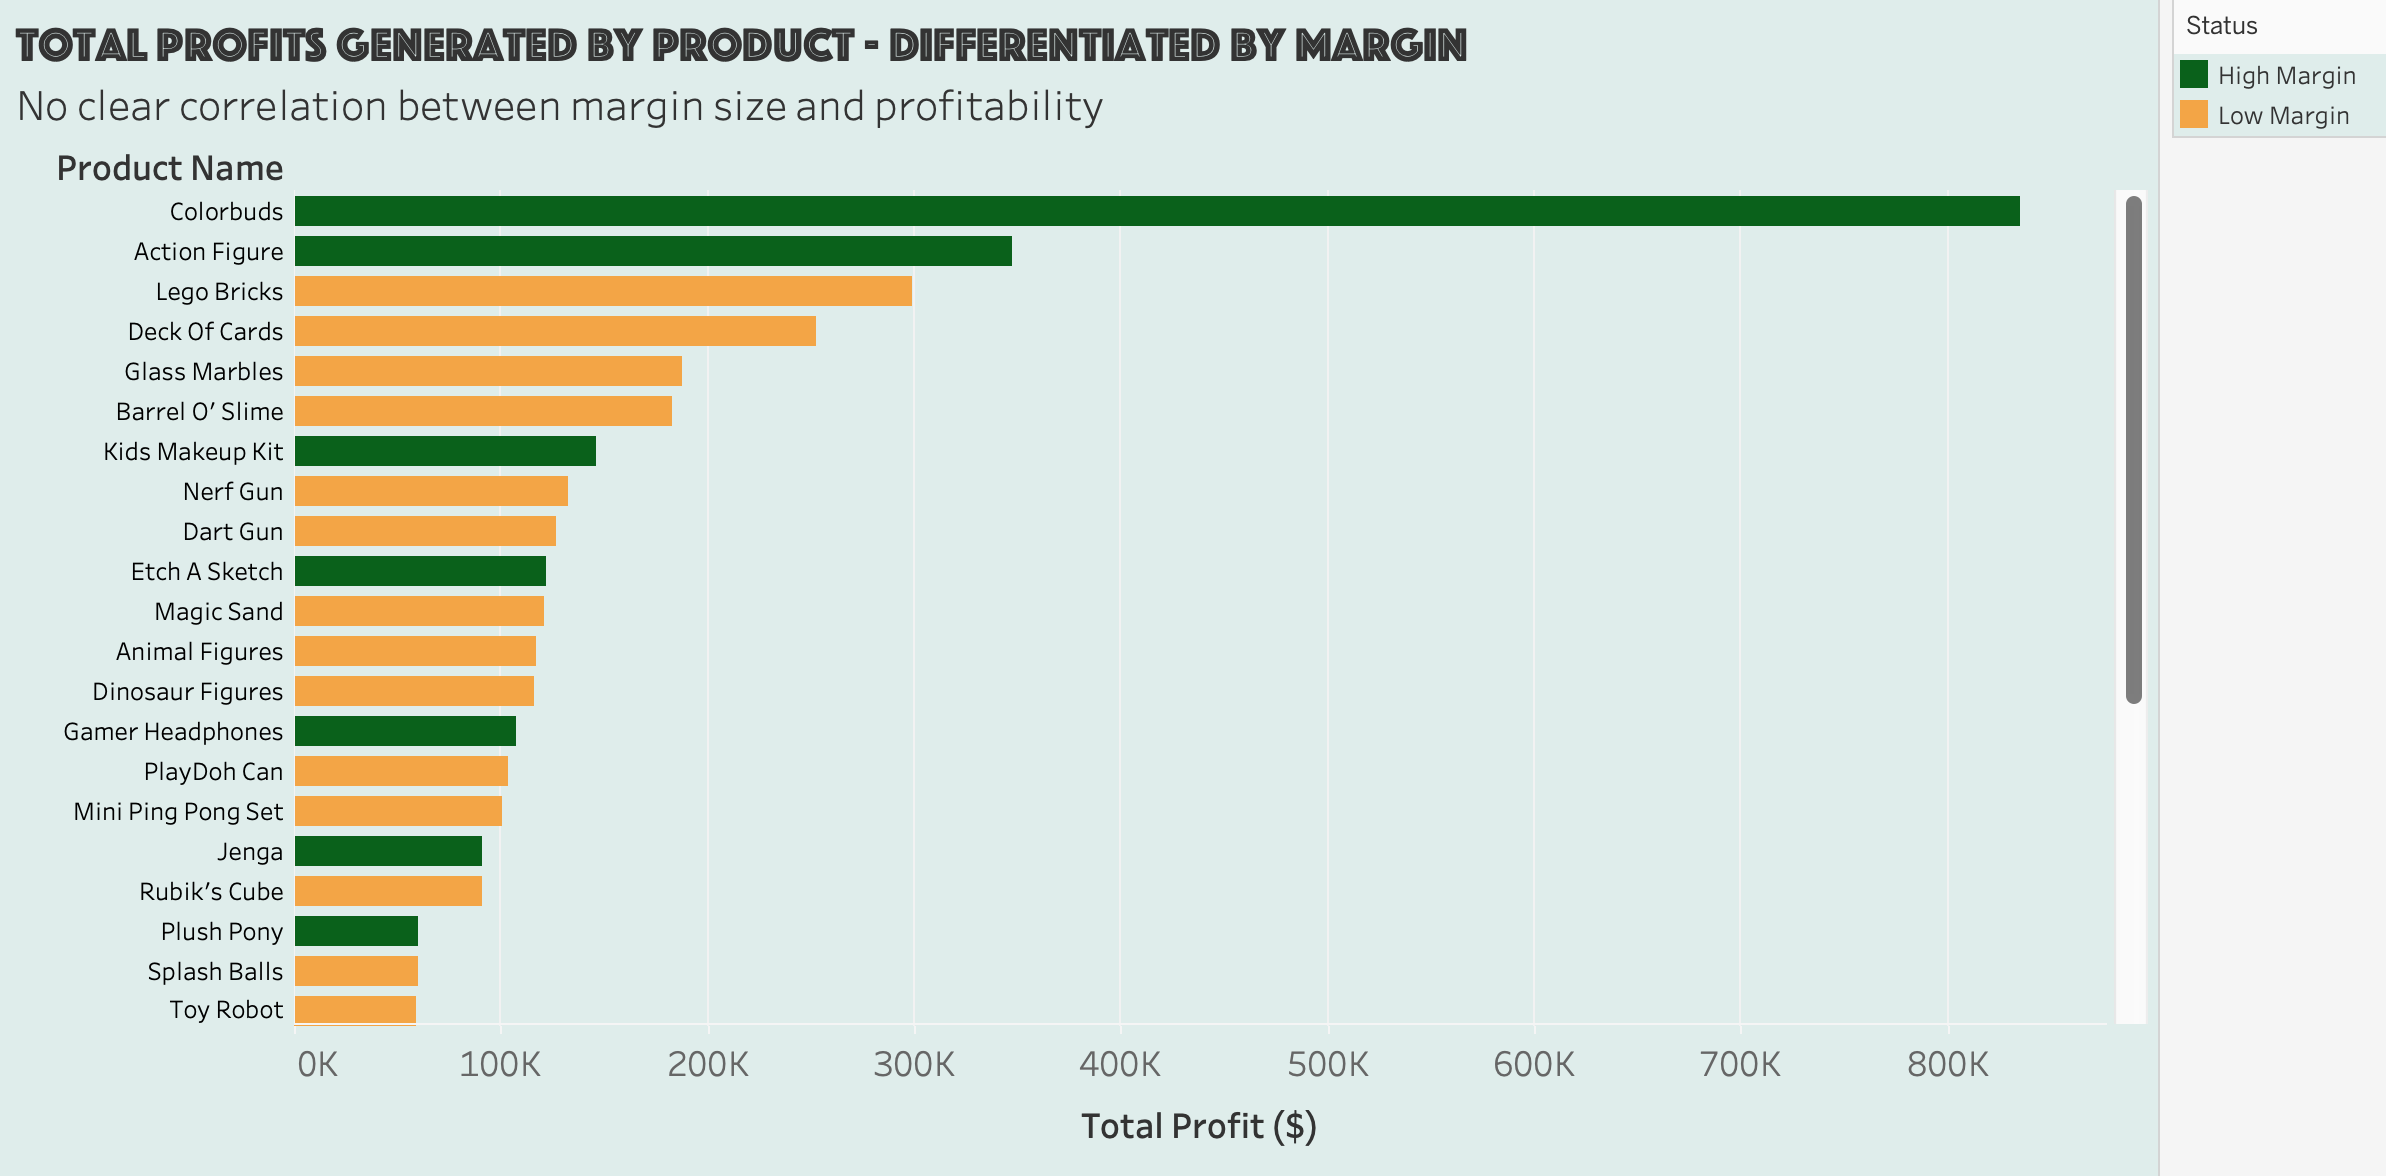 TOTAL PROFITS GENERATED BY PRODUCT - DIFFERENTIATED BY MARGIN
No clear correlation between margin size and profitability
Status
High Margin
Low Margin
Product Name
Colorbuds
Action Figure
Lego Bricks
Deck Of Cards
Glass Marbles
Barrel O' Slime
Kids Makeup Kit
Nerf Gun
Dart Gun
Etch A Sketch
Magic Sand
Animal Figures
Dinosaur Figures
Gamer Headphones
PlayDoh Can
Mini Ping Pong Set
Jenga
Rubik's Cube
Plush Pony
Splash Balls
Toy Robot
0K 100K 200K 300K 400K 500K 600K 700K 800K
Total Profit ($)